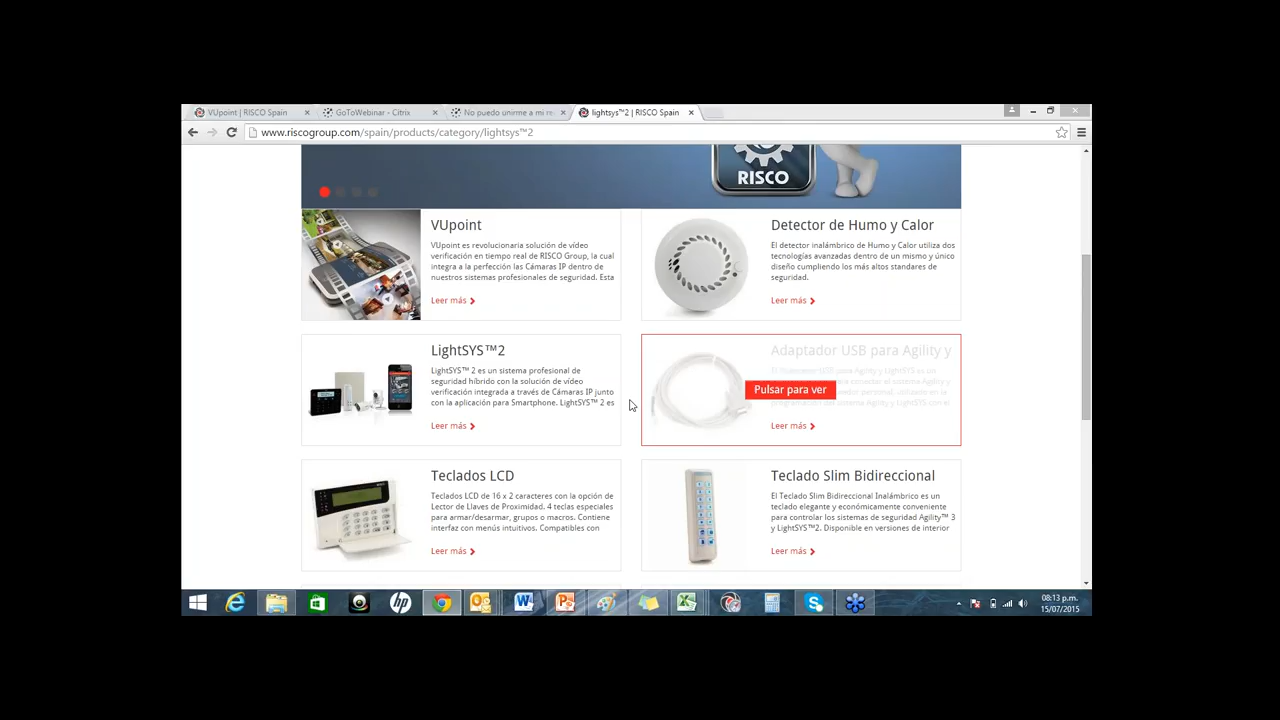 VUpoint | RISCO Spain
GoToWebinar - Citrix
No puedo unirme a mi re
lightsys™2 | RISCO Spain
www.riscogroup.com/spain/products/category/lightsys™2
RISCO
VUpoint
VUpoint es revolucionaria solución de vídeo
verificación en tiempo real de RISCO Group, la cual
integra a la perfección las Cámaras IP dentro de
nuestros sistemas profesionales de seguridad. Esta
Leer más
Detector de Humo y Calor
El detector inalámbrico de Humo y Calor utiliza dos
tecnologías avanzadas dentro de un mismo y único
diseño cumpliendo los más altos standares de
seguridad.
Leer más
LightSYS™2
LightSYS™ 2 es un sistema profesional de
seguridad híbrido con la solución de vídeo
verificación integrada a través de Cámaras IP junto
con la aplicación para Smartphone. LightSYS™ 2 es
Leer más
Adaptador USB para Agility y
Pulsar para ver
Leer más
Teclados LCD
Teclados LCD de 16 x 2 caracteres con la opción de
Lector de Llaves de Proximidad. 4 teclas especiales
para armar/desarmar, grupos o macros. Contiene
interfaz con menús intuitivos. Compatibles con
Leer más
Teclado Slim Bidireccional
El Teclado Slim Bidireccional Inalámbrico es un
teclado elegante y económicamente conveniente
para controlar los sistemas de seguridad Agility™ 3
y LightSYS™2. Disponible en versiones de interior
Leer más
08:13 p.m.
15/07/2015